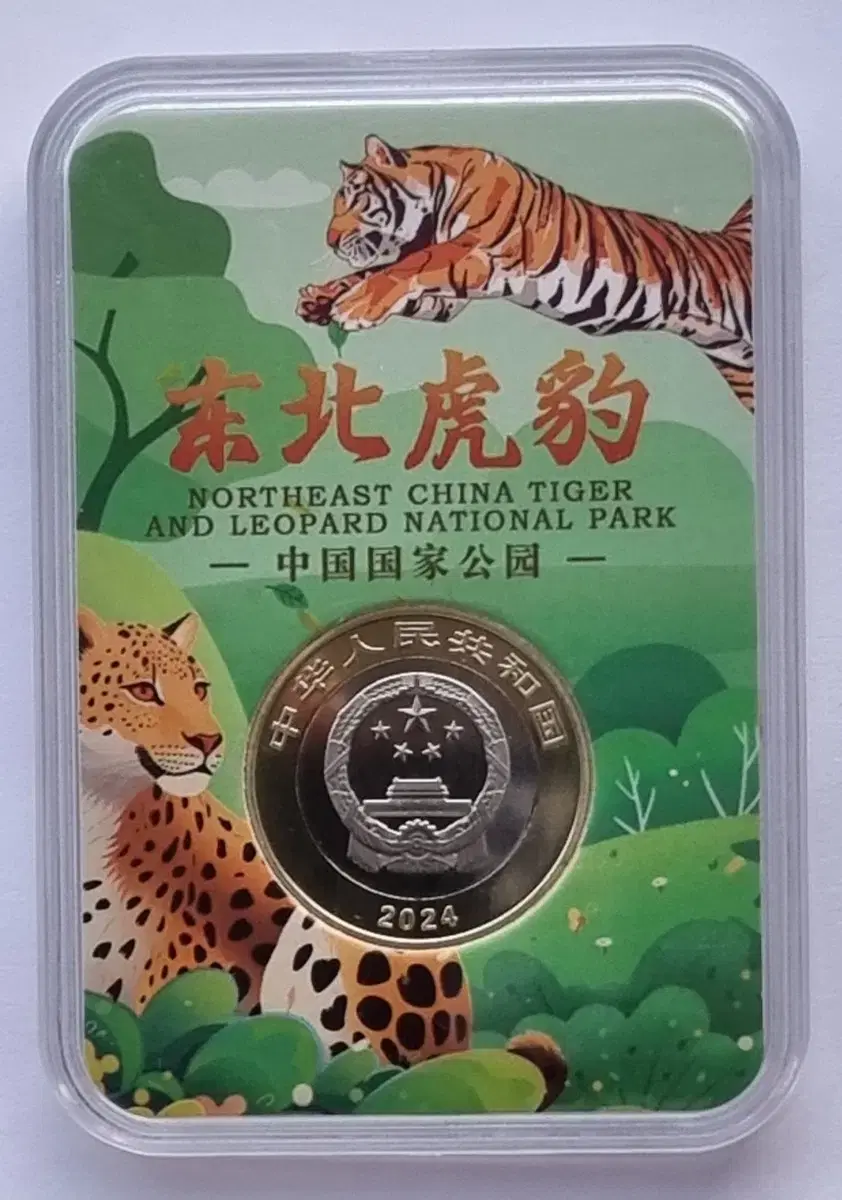 东北虎豹
NORTHEAST CHINA TIGER
AND LEOPARD NATIONAL PARK
— 中国国家公园 —
中华人民共和国
2024